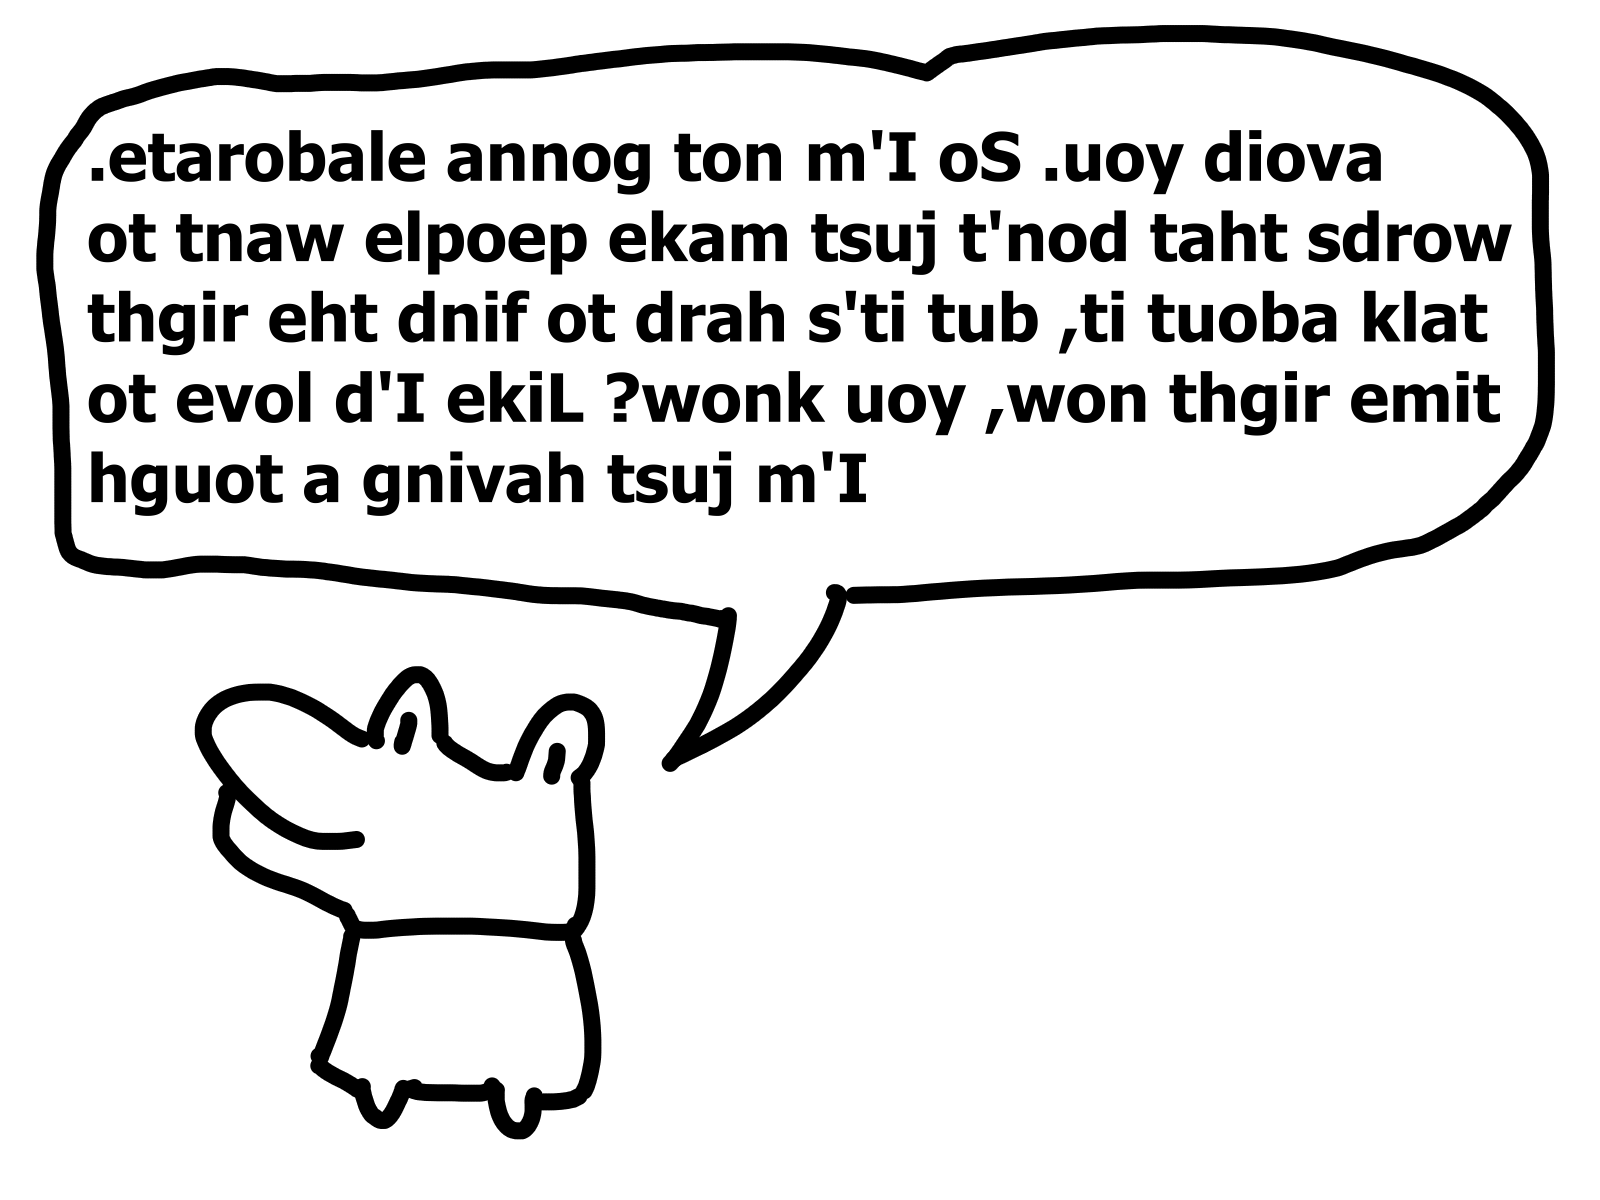 .etarobale annog ton m'I oS .uoy diova
ot tnaw elpoep ekam tsuj t'nod taht sdrow
thgir eht dnif ot drah s'ti tub ,ti tuoba klat
ot evol d'I ekiL ?wonk uoy ,won thgir emit
hguot a gnivah tsuj m'I